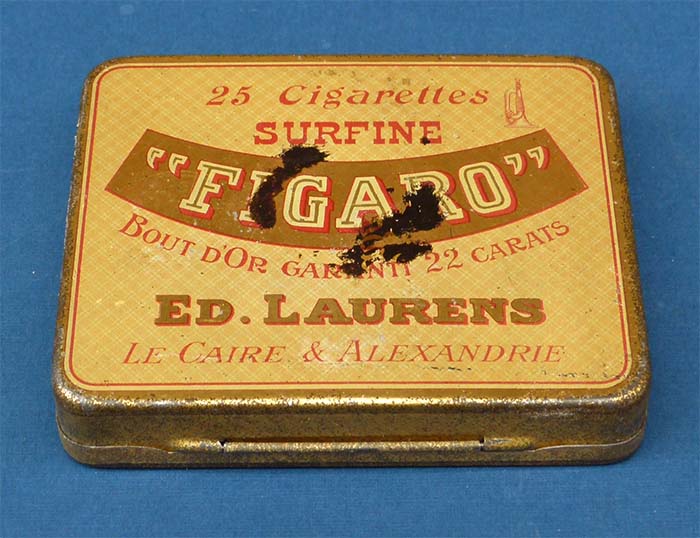 25 Cigarettes
SURFINE
"FIGARO"
BOUT D'OR GARANTI 22 CARATS
ED. LAURENS
LE CAIRE & ALEXANDRIE